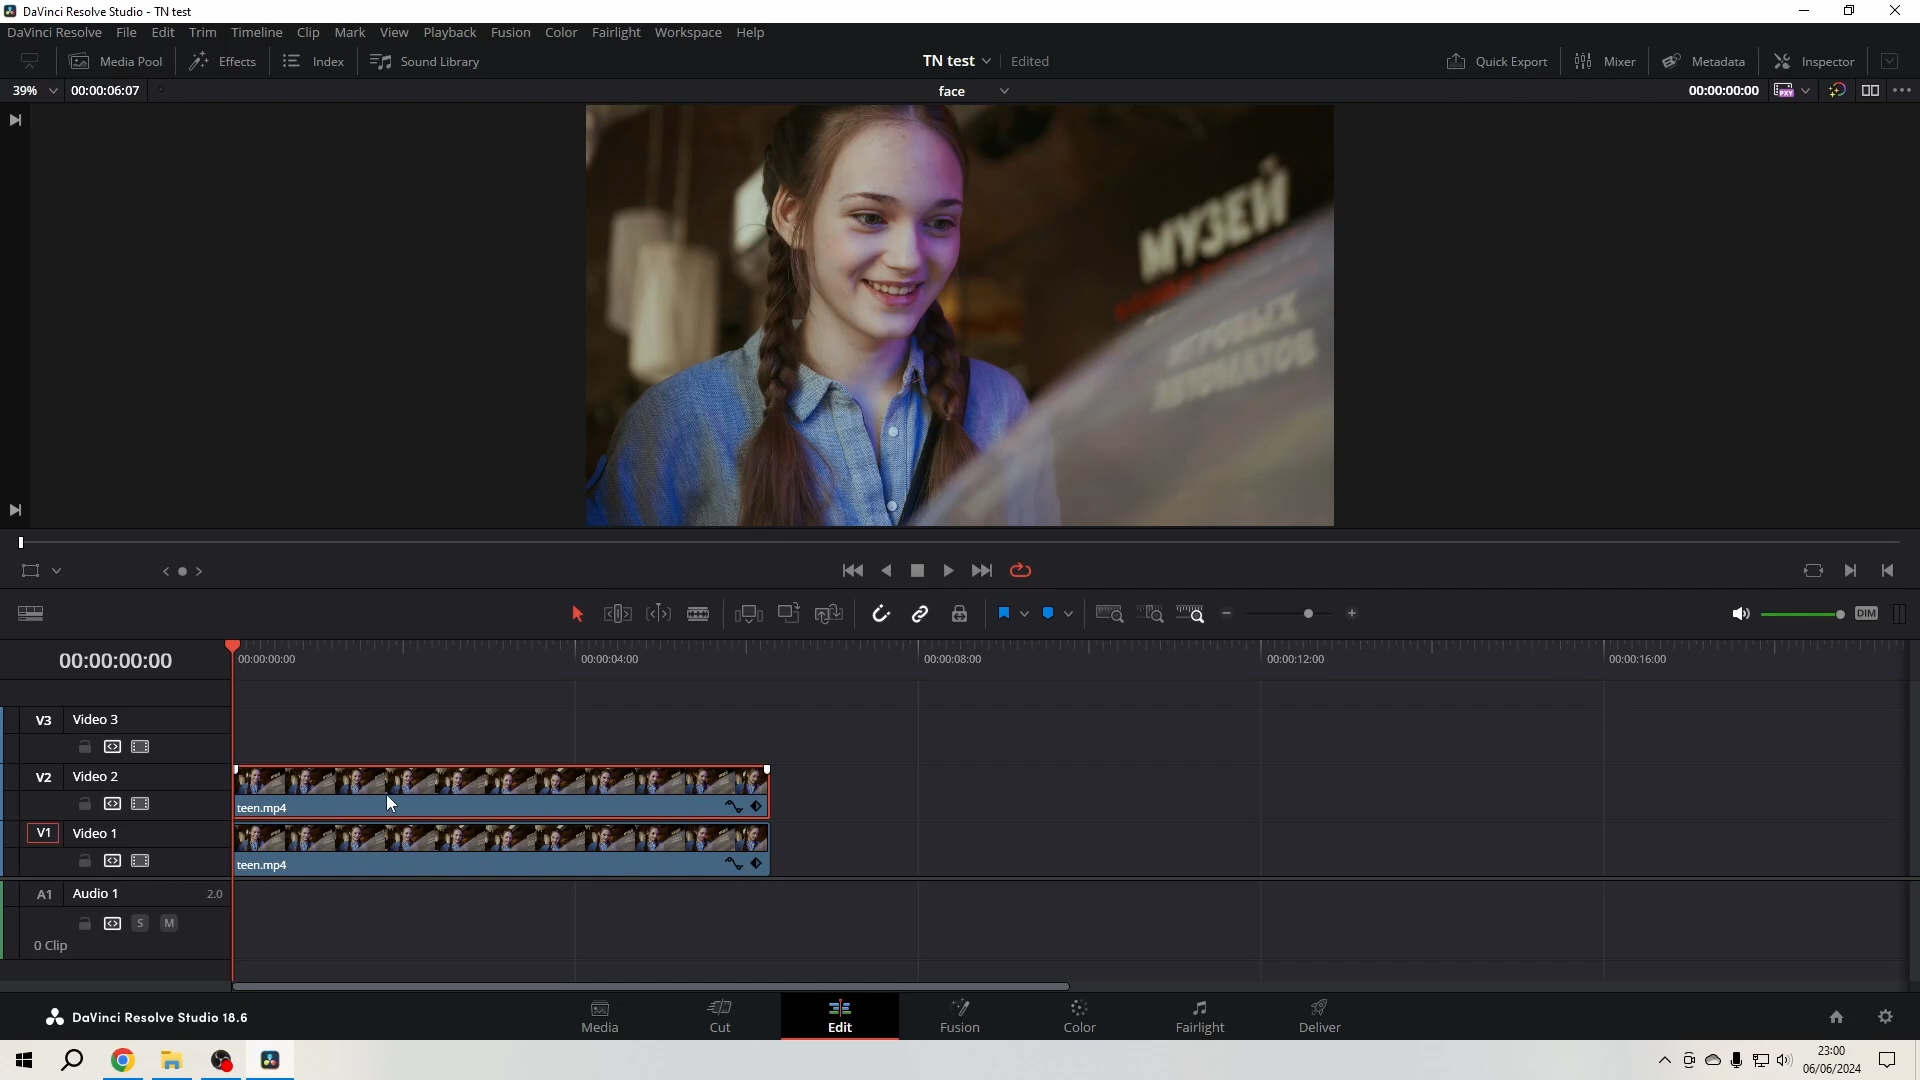 DaVinci Resolve Studio - TN test
DaVinci Resolve File Edit Trim Timeline Clip Mark View Playback Fusion Color Fairlight Workspace Help
Media Pool Effects Index Sound Library TN test Edited Quick Export Mixer Metadata Inspector
39% 00:00:06:07 face 00:00:00:00 PXY
МУЗЕЙ
ИГРОВЫХ
АВТОМАТОВ
DIM
00:00:00:00 00:00:00:00 00:00:04:00 00:00:08:00 00:00:12:00 00:00:16:00
V3 Video 3
V2 Video 2
teen.mp4
V1 Video 1
teen.mp4
A1 Audio 1 2.0
S M
0 Clip
DaVinci Resolve Studio 18.6 Media Cut Edit Fusion Color Fairlight Deliver
23:00
06/06/2024